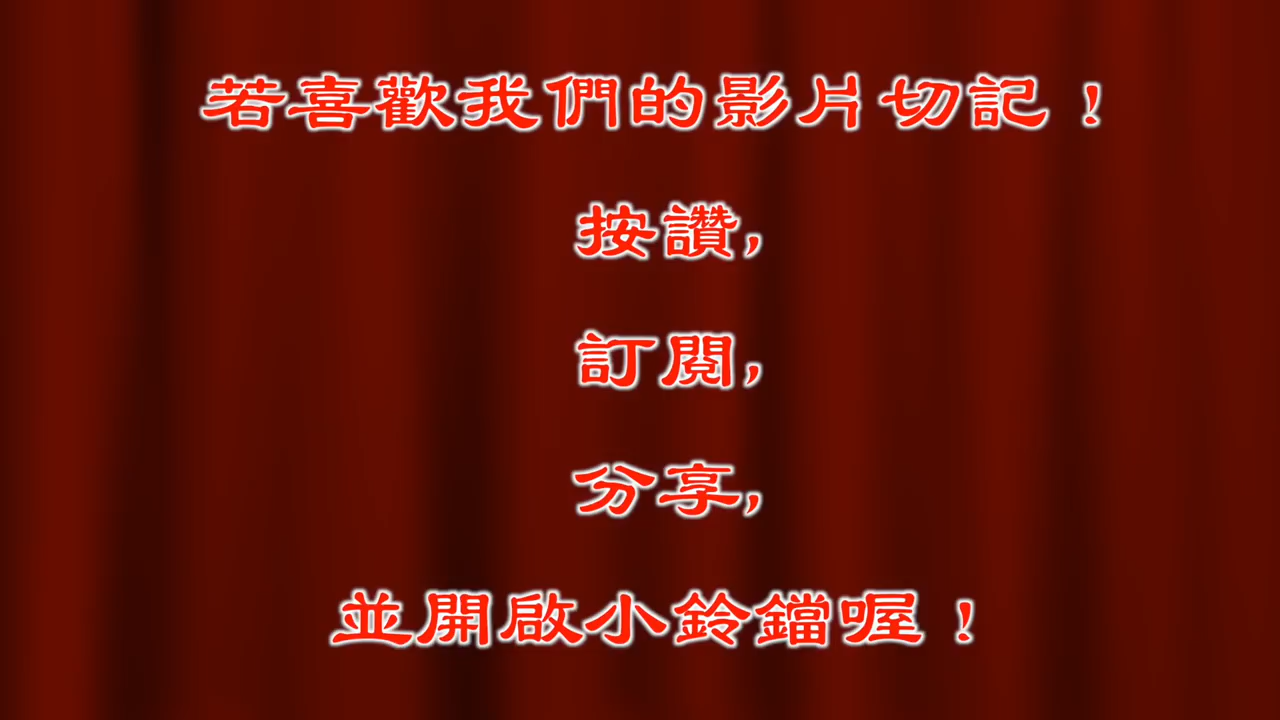 若喜歡我們的影片切記！
按讚,
訂閱,
分享,
並開啟小鈴鐺喔！